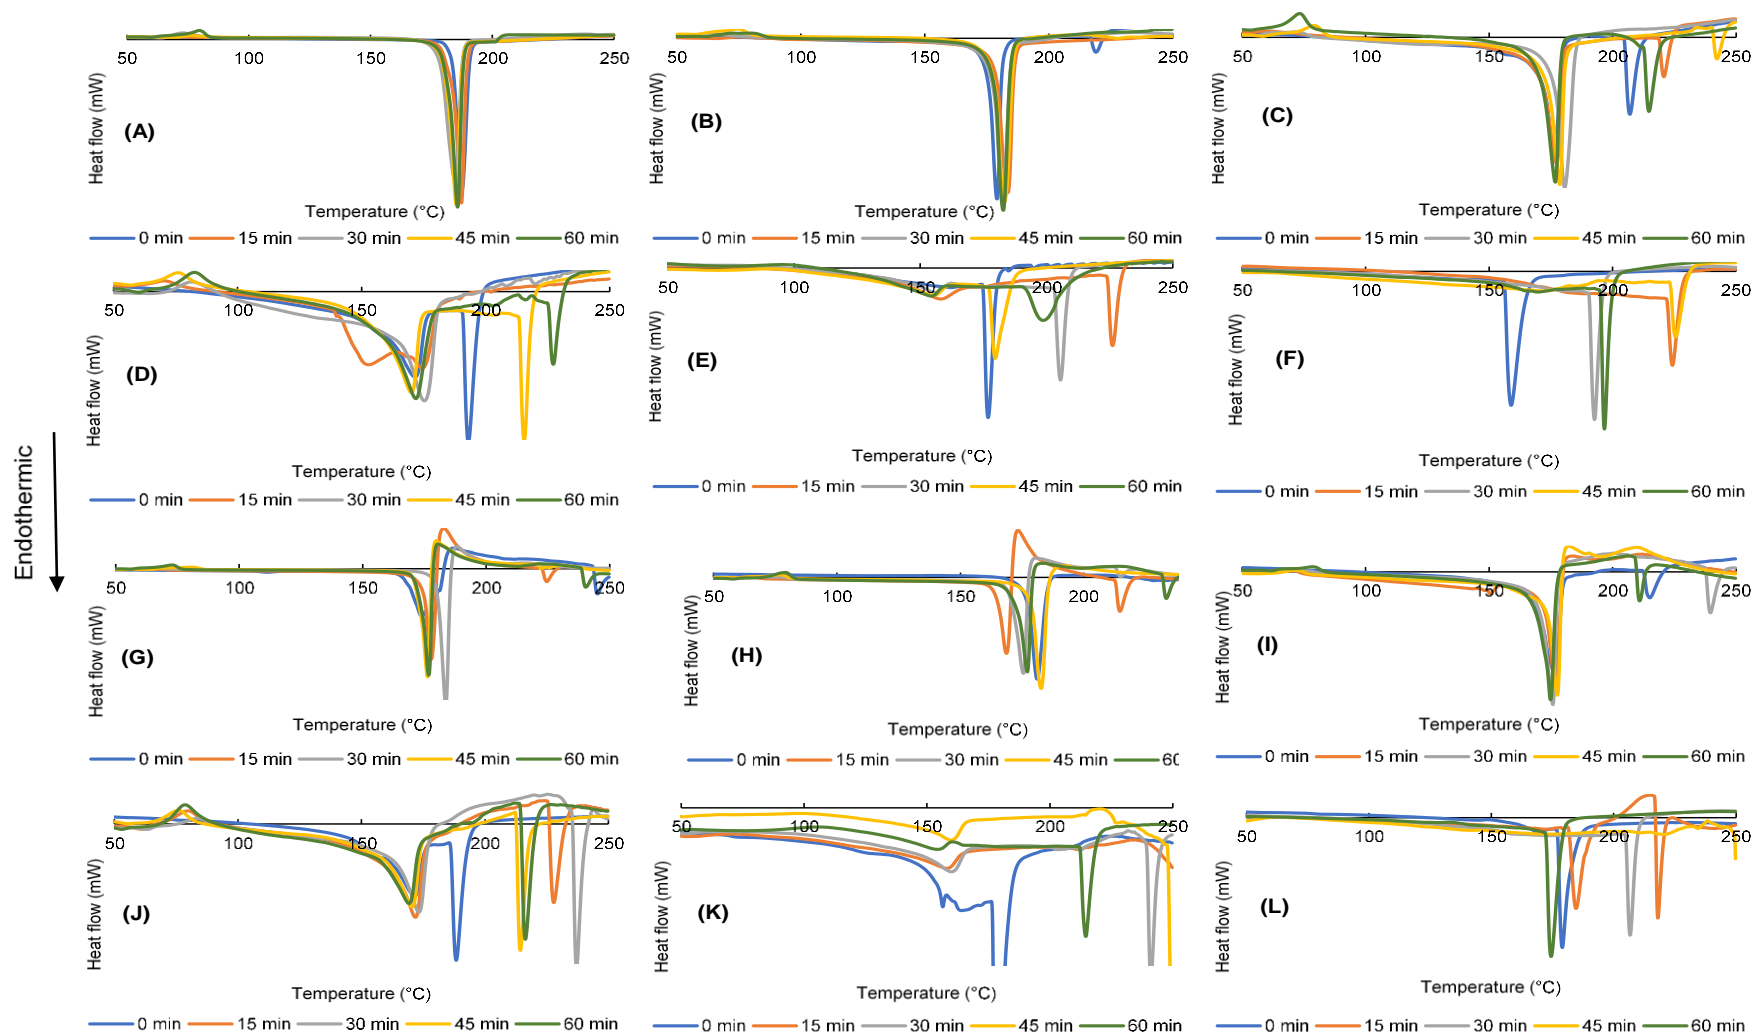 50 100 150 200 250
Heat flow (mW)
(A)
Temperature (°C)
0 min 15 min 30 min 45 min 60 min
50 100 150 200 250
Heat flow (mW)
(B)
Temperature (°C)
0 min 15 min 30 min 45 min 60 min
50 100 150 200 250
Heat flow (mW)
(C)
Temperature (°C)
0 min 15 min 30 min 45 min 60 min
Endothermic
50 100 150 200 250
Heat flow (mW)
(D)
Temperature (°C)
0 min 15 min 30 min 45 min 60 min
50 100 150 200 250
Heat flow (mW)
(E)
Temperature (°C)
0 min 15 min 30 min 45 min 60 min
50 100 150 200 250
Heat flow (mW)
(F)
Temperature (°C)
0 min 15 min 30 min 45 min 60 min
50 100 150 200 250
Heat flow (mW)
(G)
Temperature (°C)
0 min 15 min 30 min 45 min 60 min
50 100 150 200
Heat flow (mW)
(H)
Temperature (°C)
0 min 15 min 30 min 45 min 60
50 100 150 200 250
Heat flow (mW)
(I)
Temperature (°C)
0 min 15 min 30 min 45 min 60 min
50 100 150 200 250
Heat flow (mW)
(J)
Temperature (°C)
0 min 15 min 30 min 45 min 60 min
50 100 150 200 250
Heat flow (mW)
(K)
Temperature (°C)
0 min 15 min 30 min 45 min 60 min
50 100 150 200 250
Heat flow (mW)
(L)
Temperature (°C)
0 min 15 min 30 min 45 min 60 min